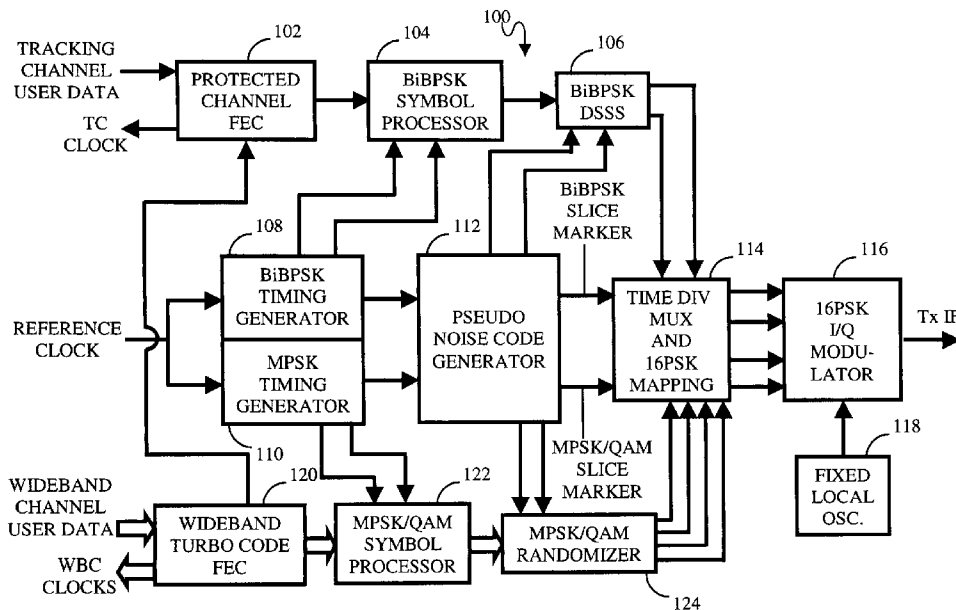 100
102
104
106
TRACKING
CHANNEL
USER DATA
TC
CLOCK
PROTECTED
CHANNEL
FEC
BiBPSK
SYMBOL
PROCESSOR
BiBPSK
DSSS
BiBPSK
SLICE
MARKER
108
112
114
116
BiBPSK
TIMING
GENERATOR
REFERENCE
CLOCK
MPSK
TIMING
GENERATOR
110
PSEUDO
NOISE CODE
GENERATOR
TIME DIV
MUX
AND
16PSK
MAPPING
16PSK
I/Q
MODU-
LATOR
Tx IF
MPSK/QAM
SLICE
MARKER
118
FIXED
LOCAL
OSC.
120
122
WIDEBAND
CHANNEL
USER DATA
WBC
CLOCKS
WIDEBAND
TURBO CODE
FEC
MPSK/QAM
SYMBOL
PROCESSOR
MPSK/QAM
RANDOMIZER
124